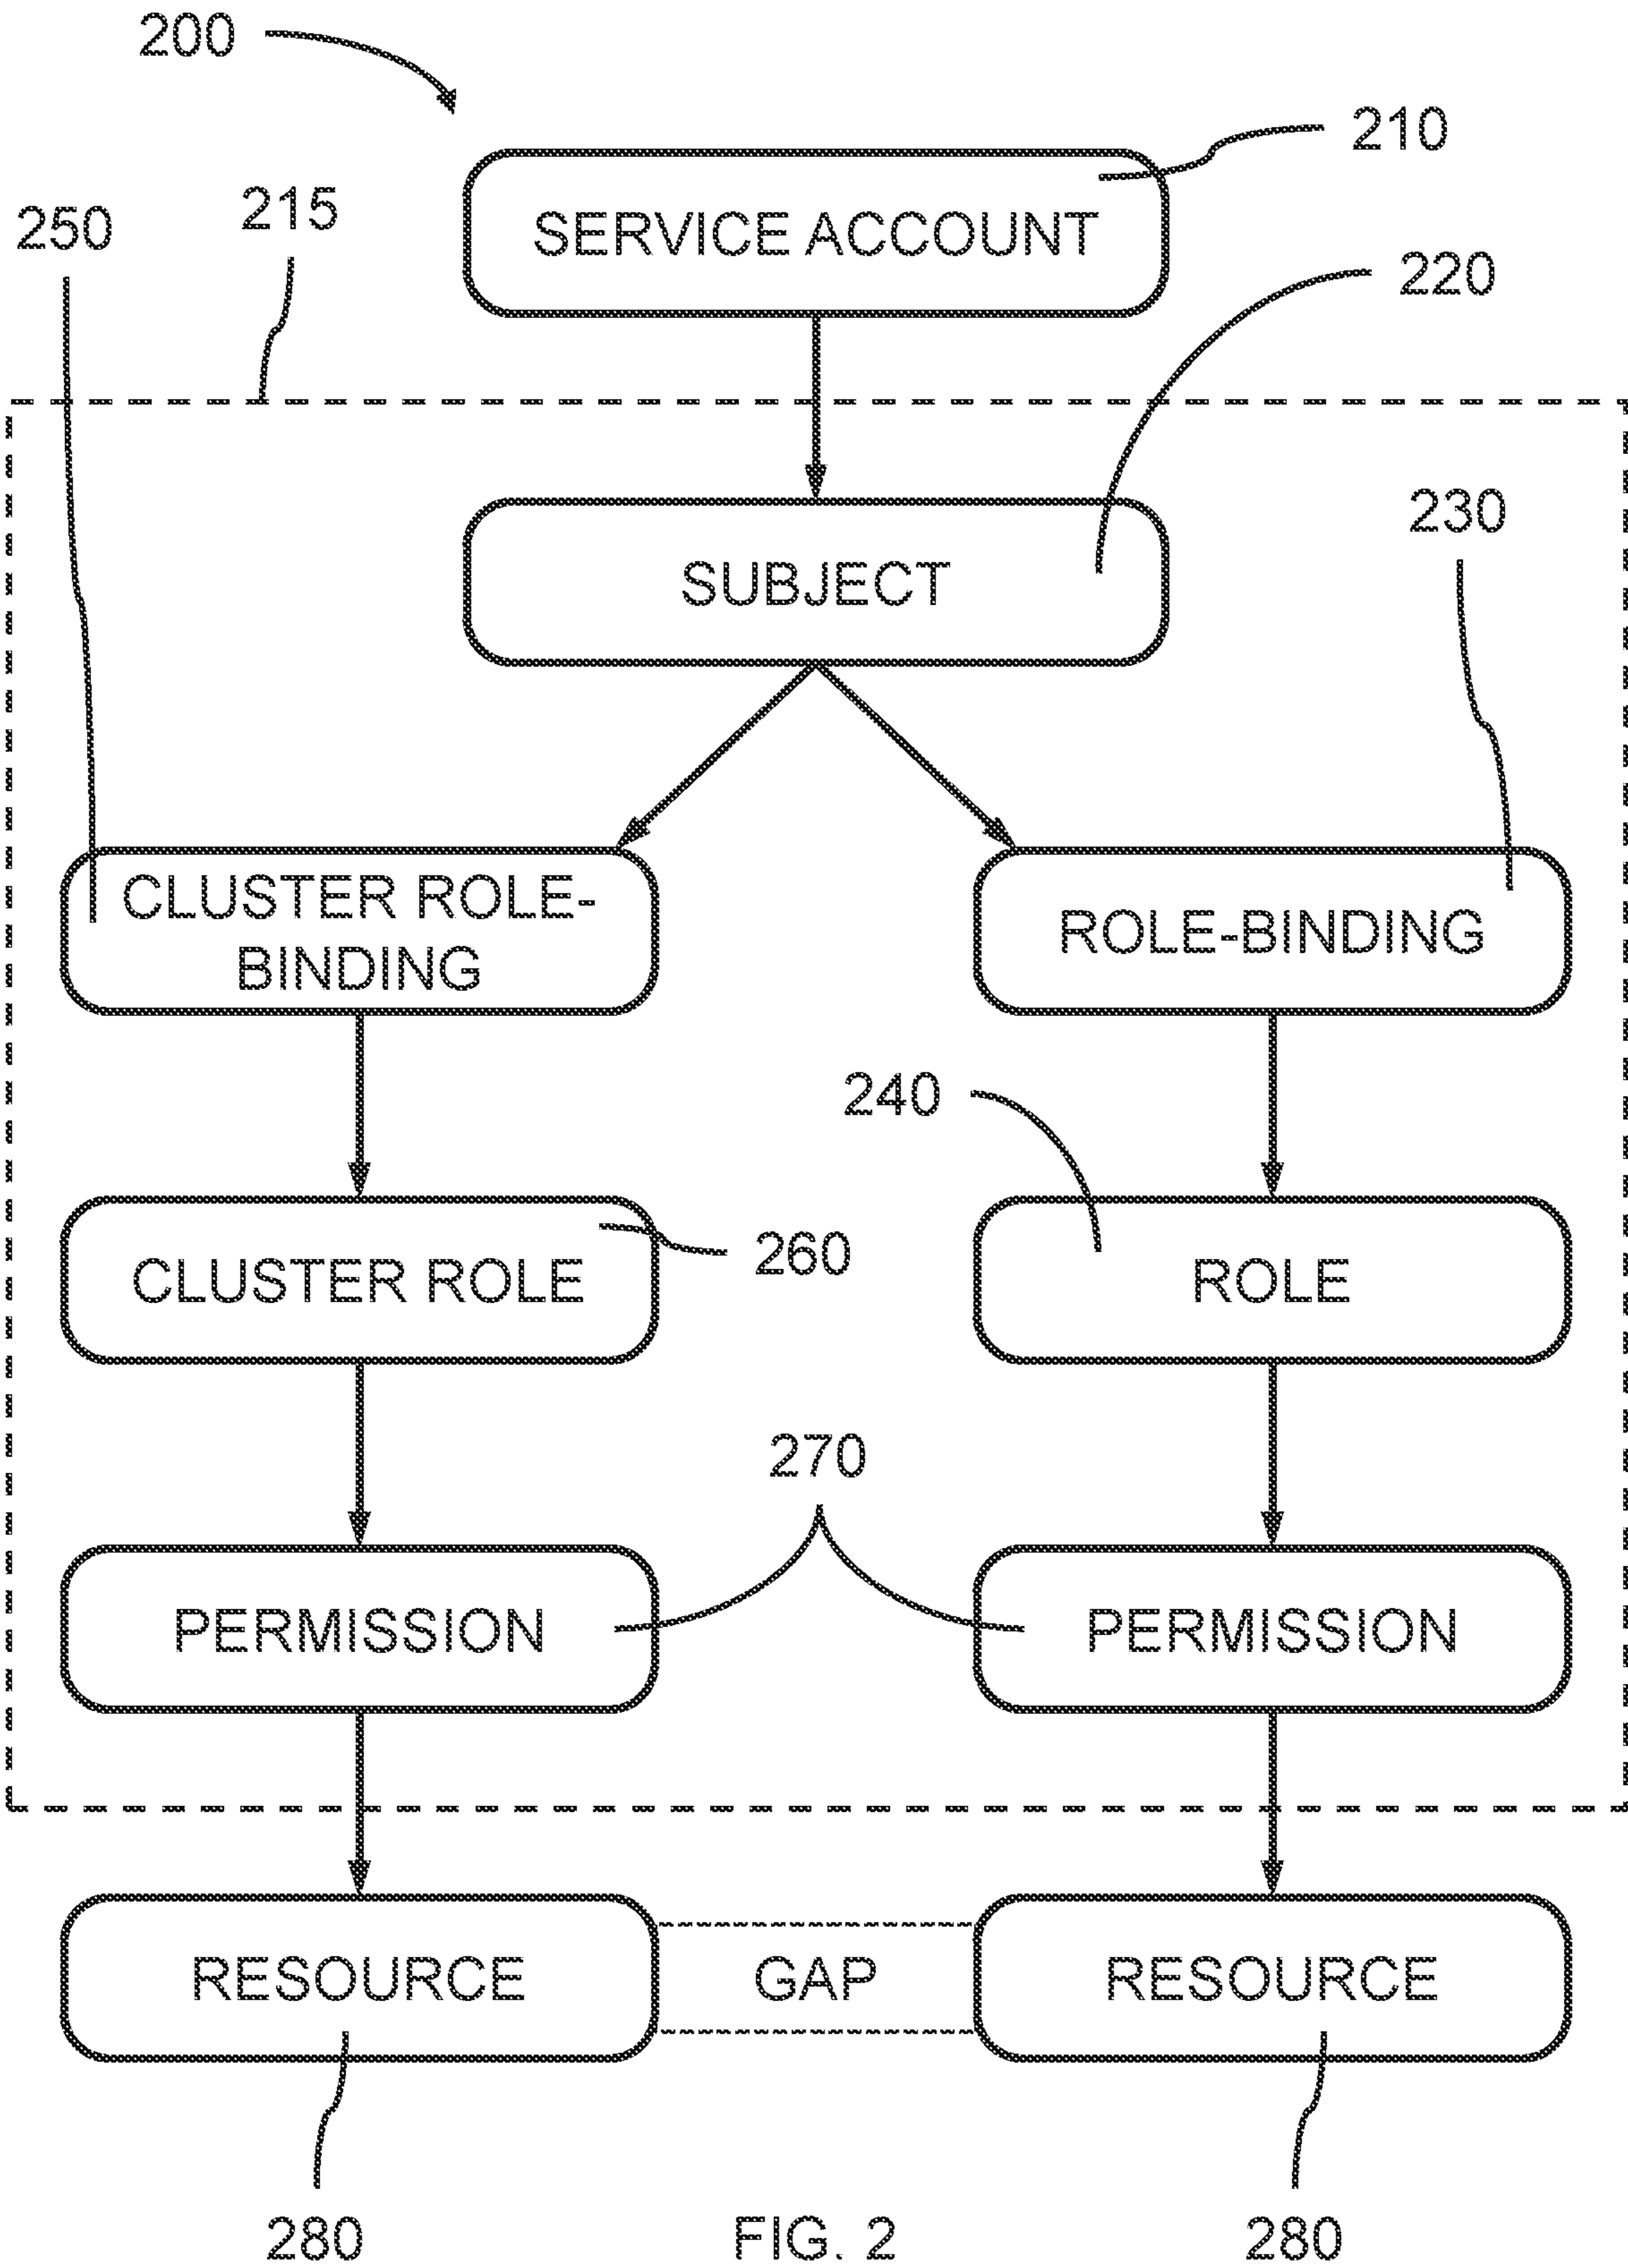 200
210
215
250
SERVICE ACCOUNT
220
230
SUBJECT
CLUSTER ROLE-
BINDING
ROLE-BINDING
240
260
CLUSTER ROLE
ROLE
270
PERMISSION
PERMISSION
RESOURCE
GAP
RESOURCE
280
FIG. 2
280